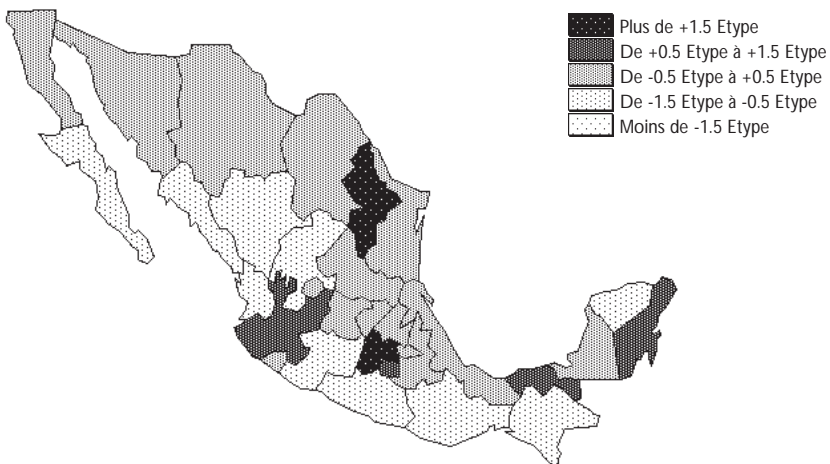 Plus de +1.5 Etype
De +0.5 Etype à +1.5 Etype
De -0.5 Etype à +0.5 Etype
De -1.5 Etype à -0.5 Etype
Moins de -1.5 Etype